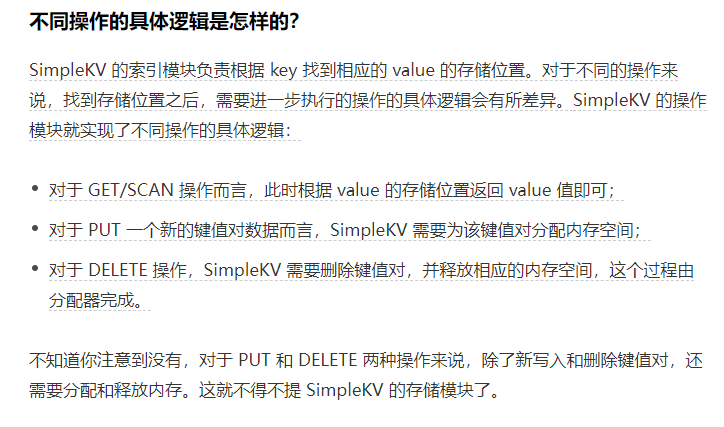 不同操作的具体逻辑是怎样的？
SimpleKV 的索引模块负责根据 key 找到相应的 value 的存储位置。对于不同的操作来
说，找到存储位置之后，需要进一步执行的操作的具体逻辑会有所差异。SimpleKV 的操作
模块就实现了不同操作的具体逻辑：
• 对于 GET/SCAN 操作而言，此时根据 value 的存储位置返回 value 值即可；
• 对于 PUT 一个新的键值对数据而言，SimpleKV 需要为该键值对分配内存空间；
• 对于 DELETE 操作，SimpleKV 需要删除键值对，并释放相应的内存空间，这个过程由
分配器完成。
不知道你注意到没有，对于 PUT 和 DELETE 两种操作来说，除了新写入和删除键值对，还
需要分配和释放内存。这就不得不提 SimpleKV 的存储模块了。